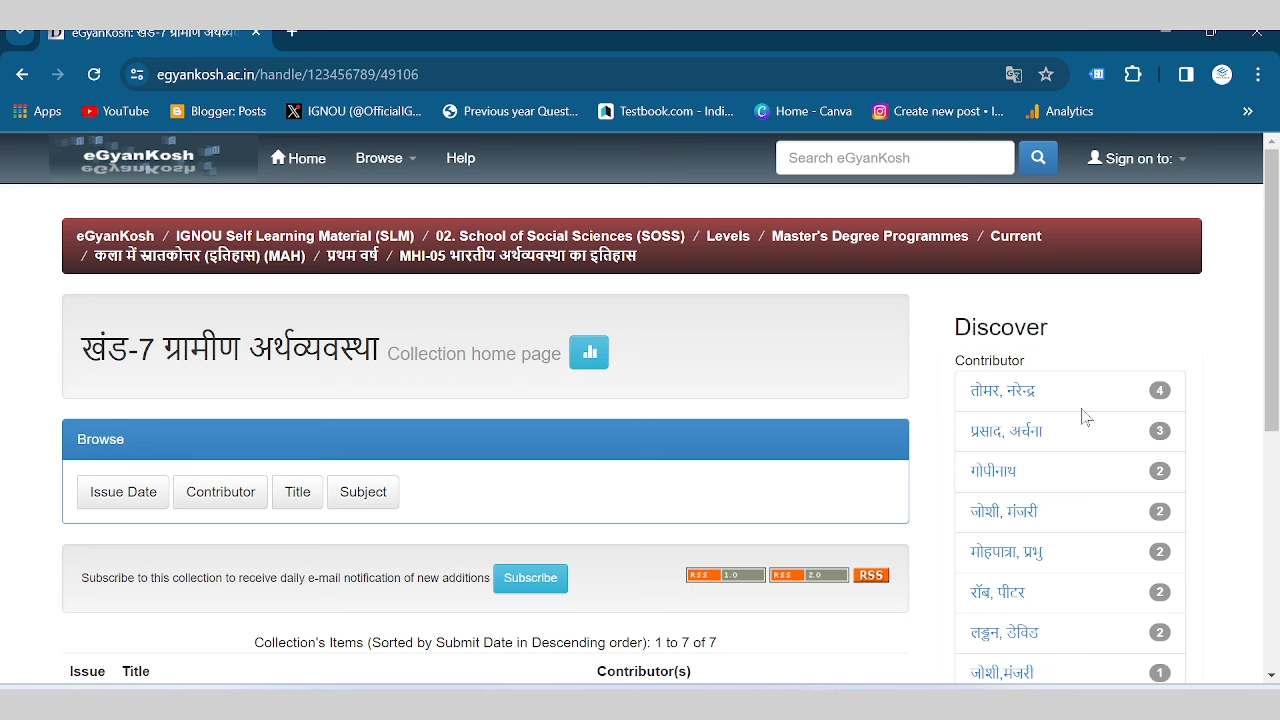 eGyanKosh: खंड-7 ग्रामीण अर्थव्य
egyankosh.ac.in/handle/123456789/49106
Apps YouTube Blogger: Posts IGNOU (@OfficialIG... Previous year Quest... Testbook.com - Indi... Home - Canva Create new post • I... Analytics »
eGyanKosh Home Browse Help Search eGyanKosh Sign on to:
eGyanKosh / IGNOU Self Learning Material (SLM) / 02. School of Social Sciences (SOSS) / Levels / Master's Degree Programmes / Current
/ कला में स्नातकोत्तर (इतिहास) (MAH) / प्रथम वर्ष / MHI-05 भारतीय अर्थव्यवस्था का इतिहास
खंड-7 ग्रामीण अर्थव्यवस्था Collection home page
Browse
Issue Date Contributor Title Subject
Subscribe to this collection to receive daily e-mail notification of new additions Subscribe RSS 1.0 RSS 2.0 RSS
Collection's Items (Sorted by Submit Date in Descending order): 1 to 7 of 7
Issue Title Contributor(s)
Discover
Contributor
तोमर, नरेन्द्र 4
प्रसाद, अर्चना 3
गोपीनाथ 2
जोशी, मंजरी 2
मोहपात्रा, प्रभु 2
रॉब, पीटर 2
लड्डन, डेविड 2
जोशी,मंजरी 1